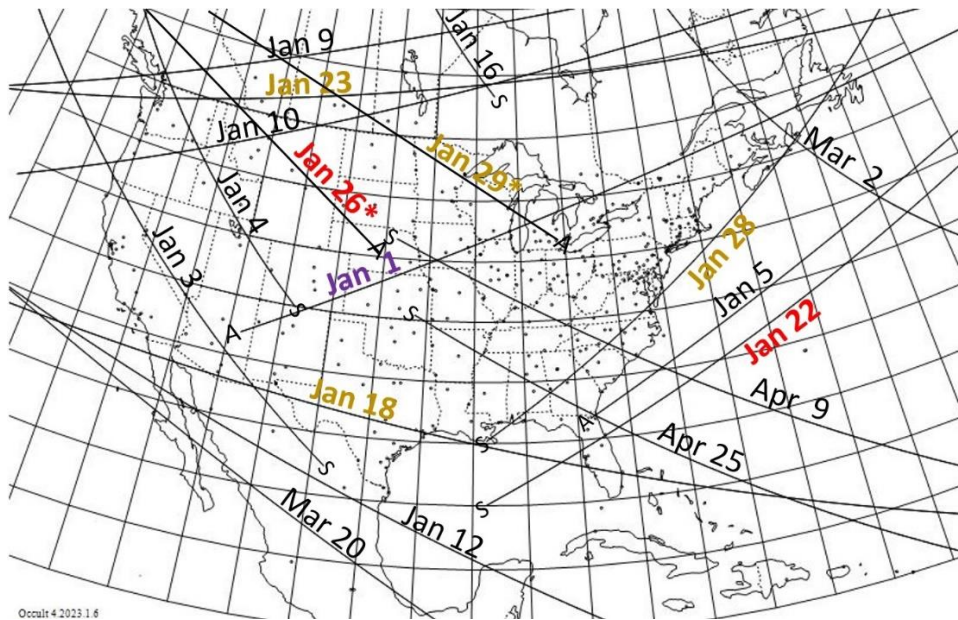 Jan 9
Jan 16
Jan 23
Jan 10
Jan 26*
Jan 29*
Mar 2
Jan 4
Jan 3
A
S
A
Jan 1
Jan 28
Jan 5
S
S
A
Jan 22
Jan 18
Apr 9
4
S
Apr 25
S
S
Mar 20
Jan 12
Occult 4.2023.1.6